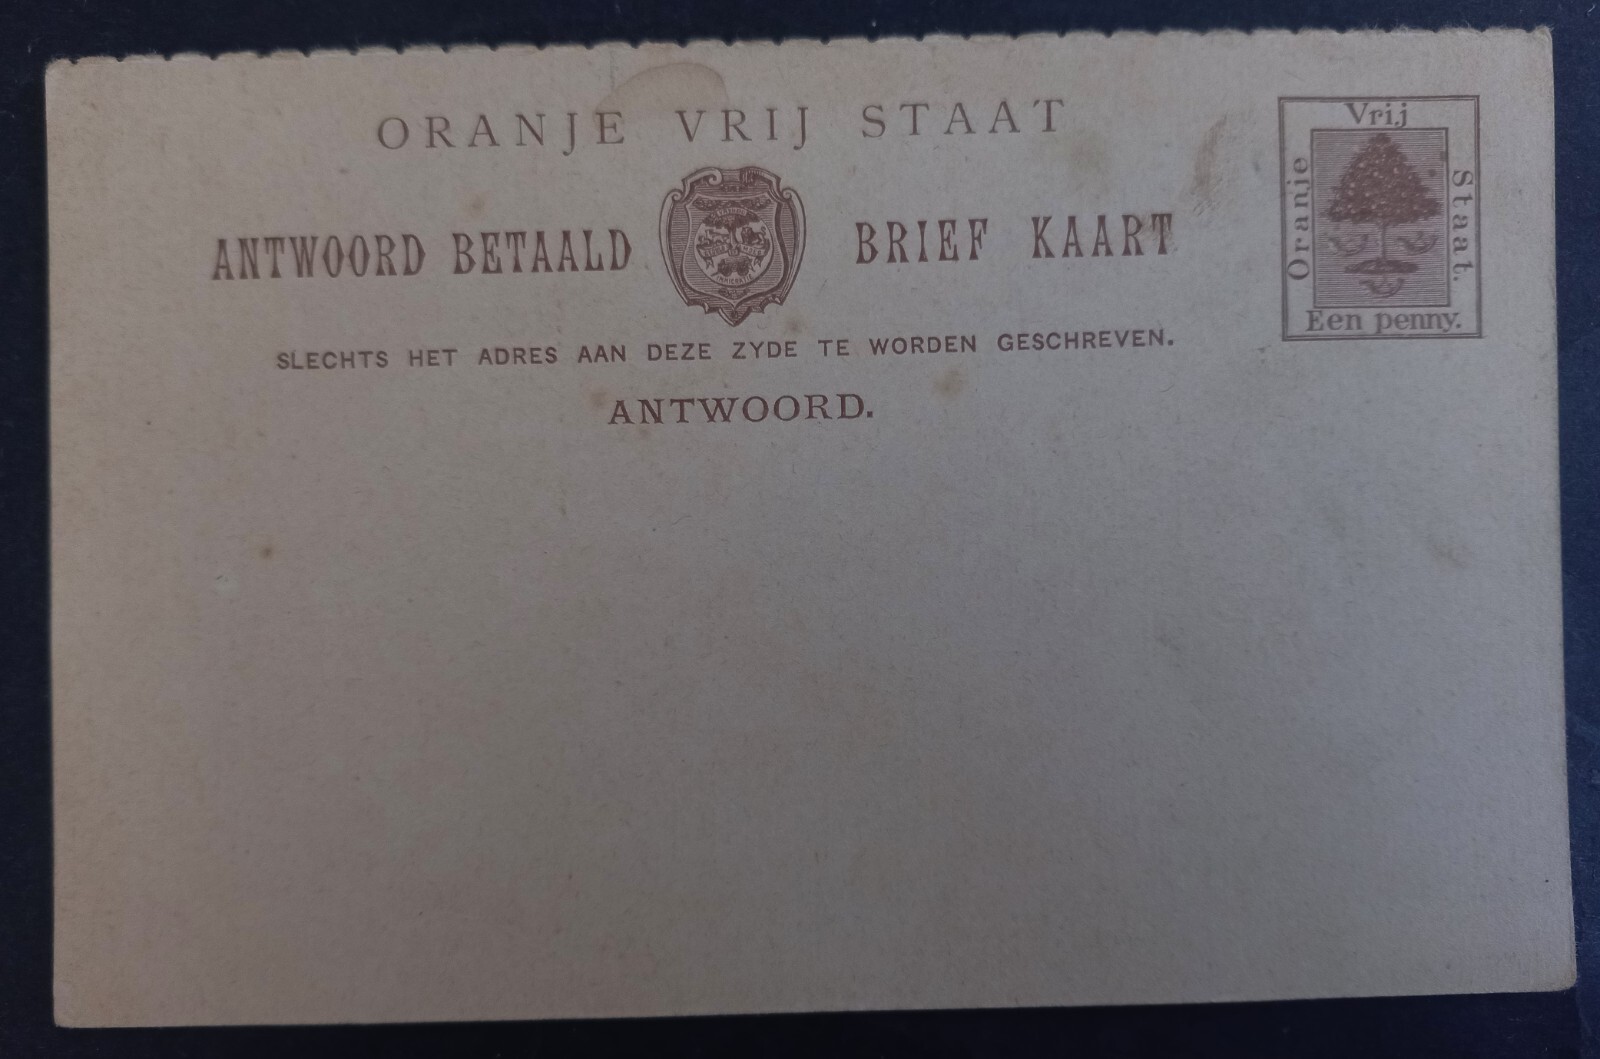 ORANJE VRIJ STAAT
ANTWOORD BETAALD BRIEF KAART
SLECHTS HET ADRES AAN DEZE ZYDE TE WORDEN GESCHREVEN.
ANTWOORD.
Vrij
Oranje
Staat.
Een penny.